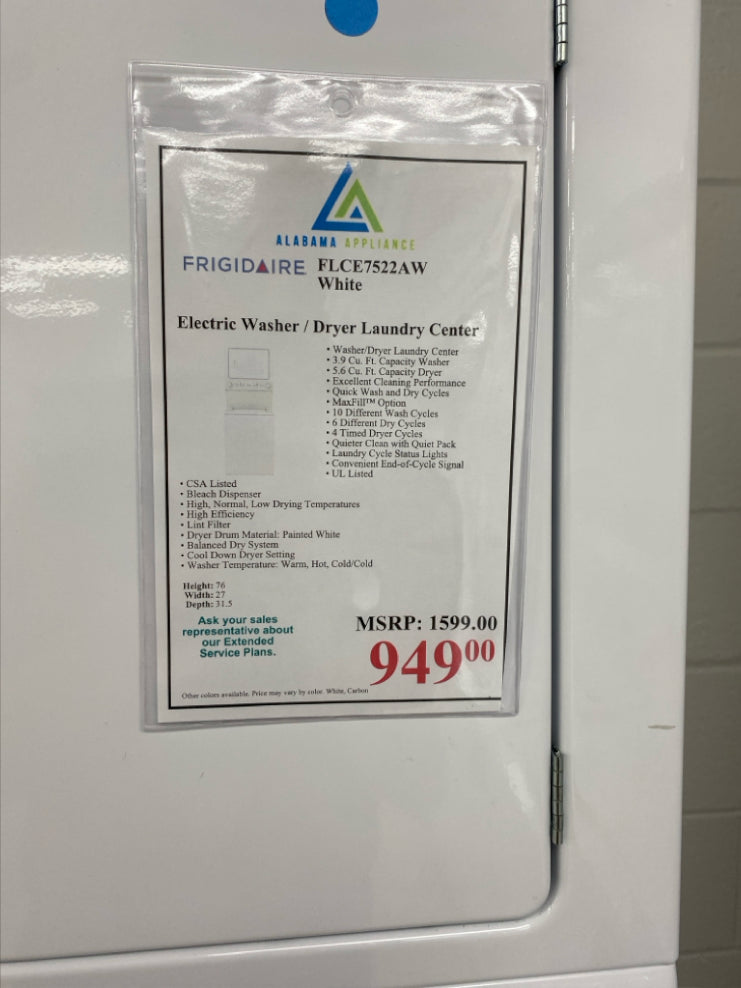 ALABAMA APPLIANCE
FRIGIDAIRE FLCE7522AW
White
Electric Washer / Dryer Laundry Center
• Washer/Dryer Laundry Center
• 3.9 Cu. Ft. Capacity Washer
• 5.6 Cu. Ft. Capacity Dryer
• Excellent Cleaning Performance
• Quick Wash and Dry Cycles
• MaxFill™ Option
• 10 Different Wash Cycles
• 6 Different Dry Cycles
• 4 Timed Dryer Cycles
• Quieter Clean with Quiet Pack
• Laundry Cycle Status Lights
• Convenient End-of-Cycle Signal
• UL Listed
• CSA Listed
• Bleach Dispenser
• High, Normal, Low Drying Temperatures
• High Efficiency
• Lint Filter
• Dryer Drum Material: Painted White
• Balanced Dry System
• Cool Down Dryer Setting
• Washer Temperature: Warm, Hot, Cold/Cold
Height: 76
Width: 27
Depth: 31.5
Ask your sales
representative about
our Extended
Service Plans.
MSRP: 1599.00
949⁰⁰
Other colors available. Price may vary by color. White, Carbon